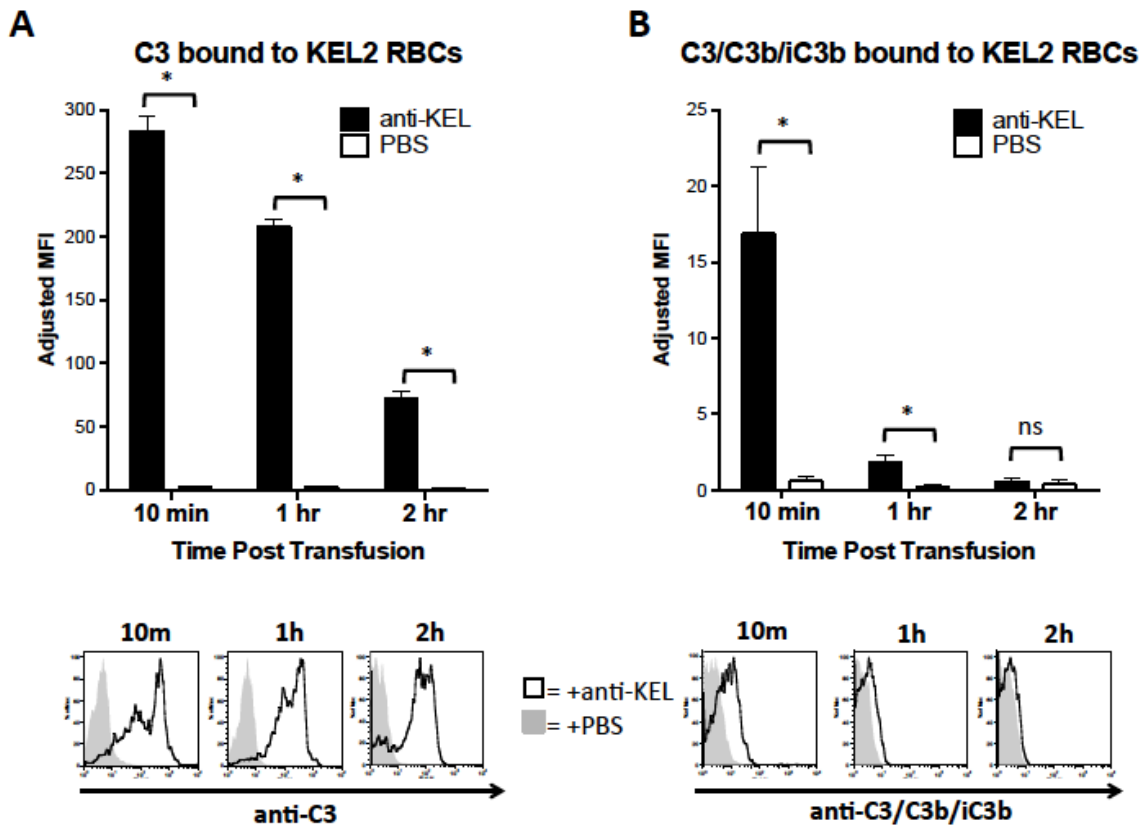 A
C3 bound to KEL2 RBCs
*
*
*
anti-KEL
PBS
300
250
200
150
100
50
0
Adjusted MFI
10 min 1 hr 2 hr
Time Post Transfusion
B
C3/C3b/iC3b bound to KEL2 RBCs
*
*
ns
anti-KEL
PBS
25
20
15
10
5
0
Adjusted MFI
10 min 1 hr 2 hr
Time Post Transfusion
10m 1h 2h
anti-C3
= +anti-KEL
= +PBS
10m 1h 2h
anti-C3/C3b/iC3b